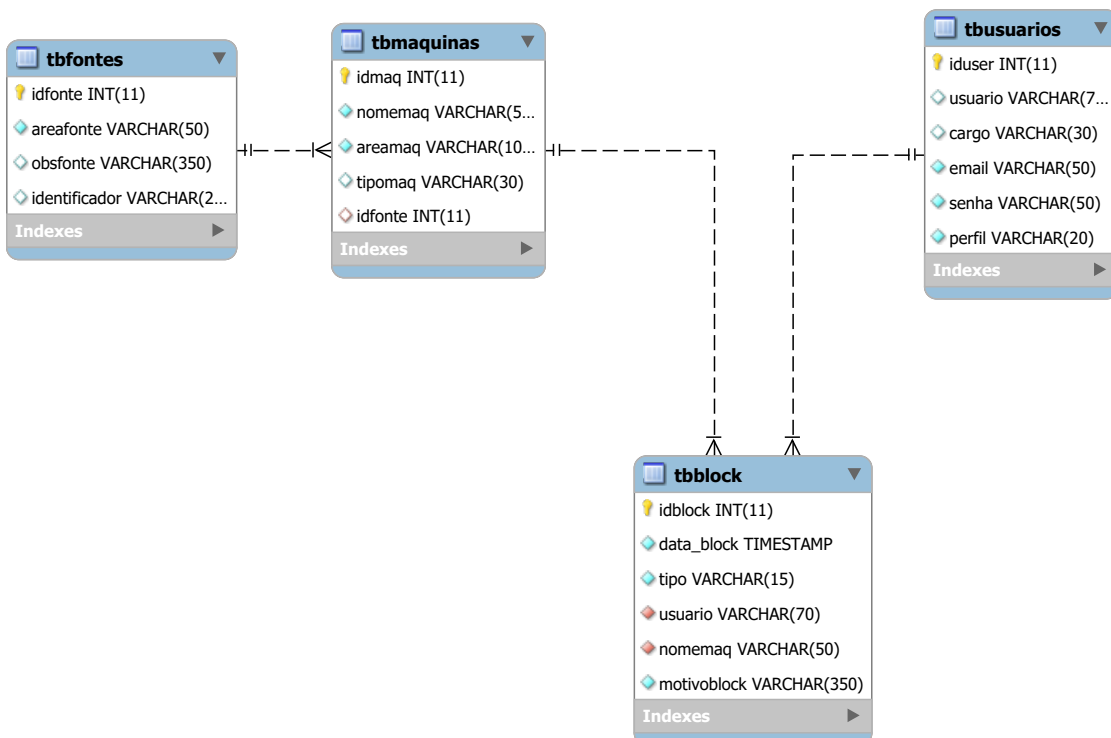 tbfontes
idfonte INT(11)
areafonte VARCHAR(50)
obsfonte VARCHAR(350)
identificador VARCHAR(2...
Indexes
tbmaquinas
idmaq INT(11)
nomemaq VARCHAR(5...
areamaq VARCHAR(10...
tipomaq VARCHAR(30)
idfonte INT(11)
Indexes
tbusuarios
iduser INT(11)
usuario VARCHAR(7...
cargo VARCHAR(30)
email VARCHAR(50)
senha VARCHAR(50)
perfil VARCHAR(20)
Indexes
tbblock
idblock INT(11)
data_block TIMESTAMP
tipo VARCHAR(15)
usuario VARCHAR(70)
nomemaq VARCHAR(50)
motivoblock VARCHAR(350)
Indexes